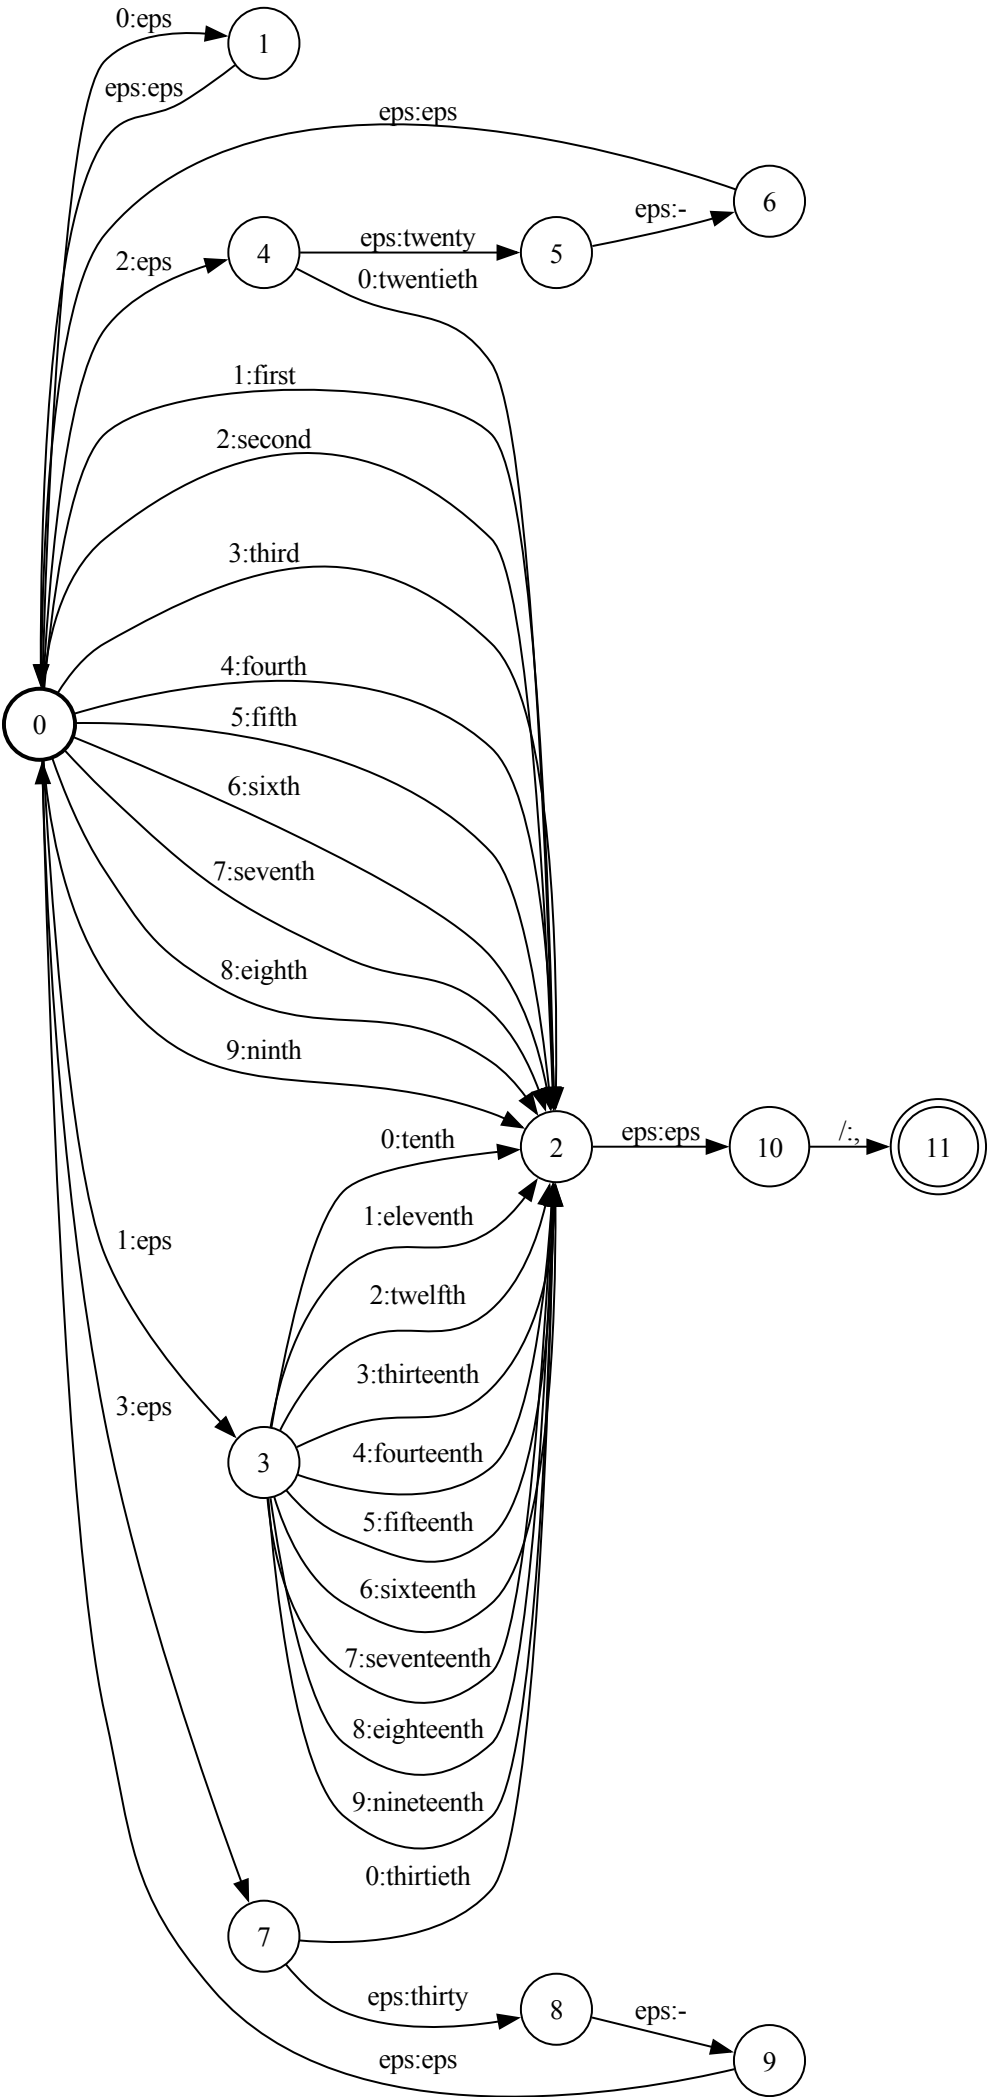 0:eps
1
eps:eps
eps:eps
6
eps:-
eps:twenty
4
5
2:eps
0:twentieth
1:first
2:second
3:third
4:fourth
0
5:fifth
6:sixth
7:seventh
8:eighth
9:ninth
0:tenth
2
eps:eps
10
/:,
11
1:eleventh
1:eps
2:twelfth
3:thirteenth
3:eps
4:fourteenth
3
5:fifteenth
6:sixteenth
7:seventeenth
8:eighteenth
9:nineteenth
0:thirtieth
7
eps:thirty
8
eps:-
eps:eps
9